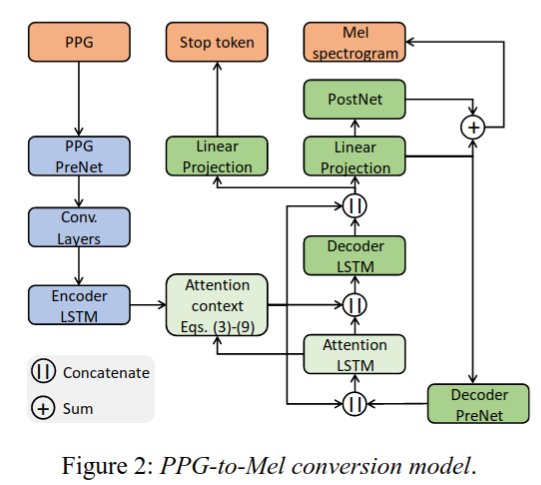 PPG
Stop token
Mel
spectrogram
PostNet
PPG
PreNet
Linear
Projection
Linear
Projection
+
Conv.
Layers
||
Decoder
LSTM
Encoder
LSTM
Attention
context
Eqs. (3)-(9)
||
Attention
LSTM
|| Concatenate
+ Sum
||
Decoder
PreNet
Figure 2: PPG-to-Mel conversion model.